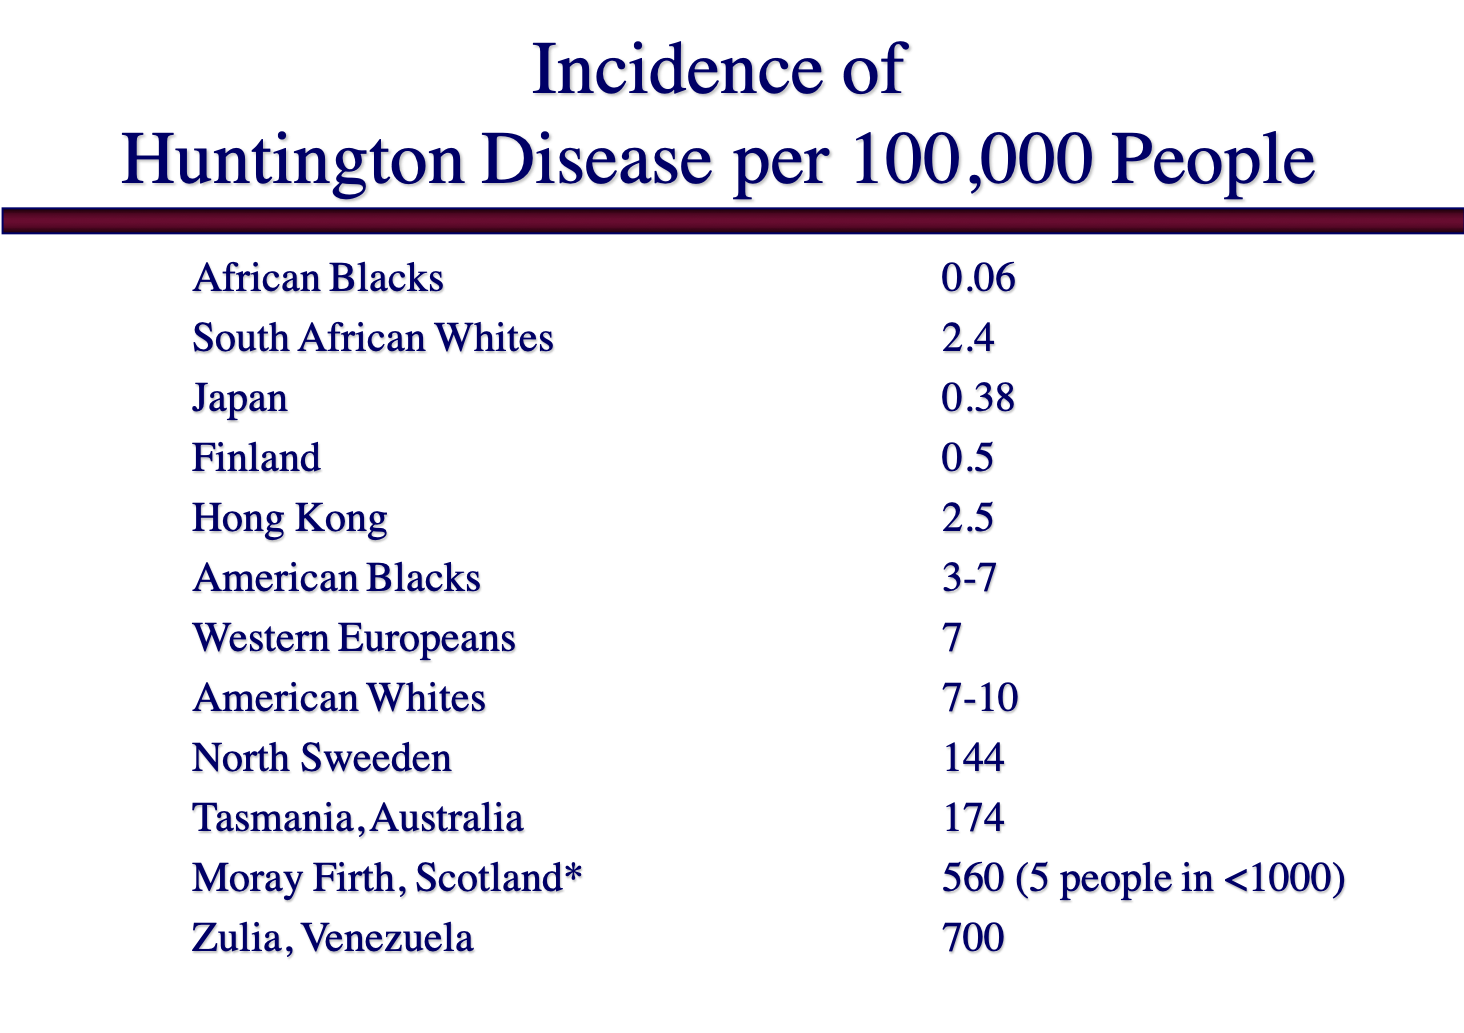 Incidence of
Huntington Disease per 100,000 People
African Blacks 0.06
South African Whites 2.4
Japan 0.38
Finland 0.5
Hong Kong 2.5
American Blacks 3-7
Western Europeans 7
American Whites 7-10
North Sweeden 144
Tasmania, Australia 174
Moray Firth, Scotland* 560 (5 people in <1000)
Zulia, Venezuela 700